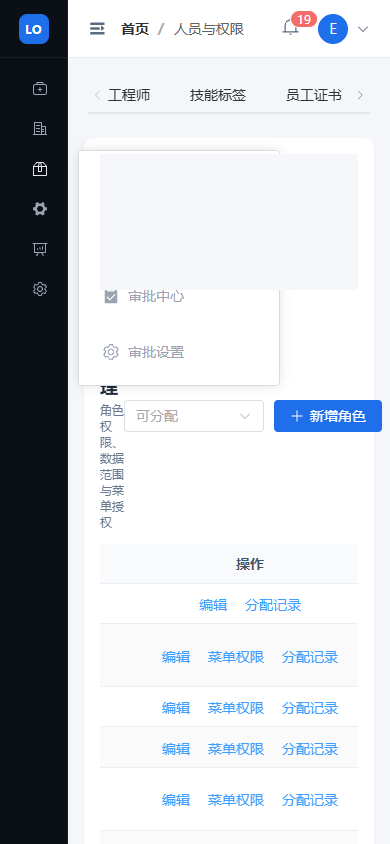 LO
首页 / 人员与权限
19
E
工程师 技能标签 员工证书
审批中心
审批设置
理
角色
权
限、
数据
范围
与菜
单授
权
可分配
新增角色
操作
编辑 分配记录
编辑 菜单权限 分配记录
编辑 菜单权限 分配记录
编辑 菜单权限 分配记录
编辑 菜单权限 分配记录